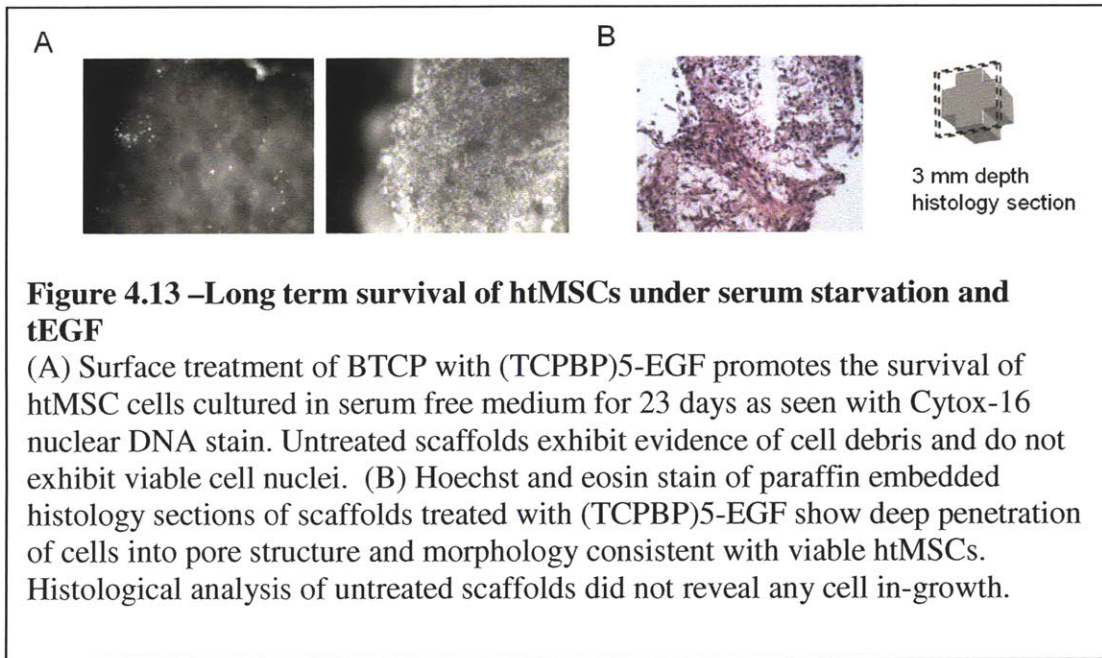 A
B
3 mm depth
histology section
Figure 4.13 –Long term survival of htMSCs under serum starvation and
tEGF
(A) Surface treatment of BTCP with (TCPBP)5-EGF promotes the survival of
htMSC cells cultured in serum free medium for 23 days as seen with Cytox-16
nuclear DNA stain. Untreated scaffolds exhibit evidence of cell debris and do not
exhibit viable cell nuclei. (B) Hoechst and eosin stain of paraffin embedded
histology sections of scaffolds treated with (TCPBP)5-EGF show deep penetration
of cells into pore structure and morphology consistent with viable htMSCs.
Histological analysis of untreated scaffolds did not reveal any cell in-growth.